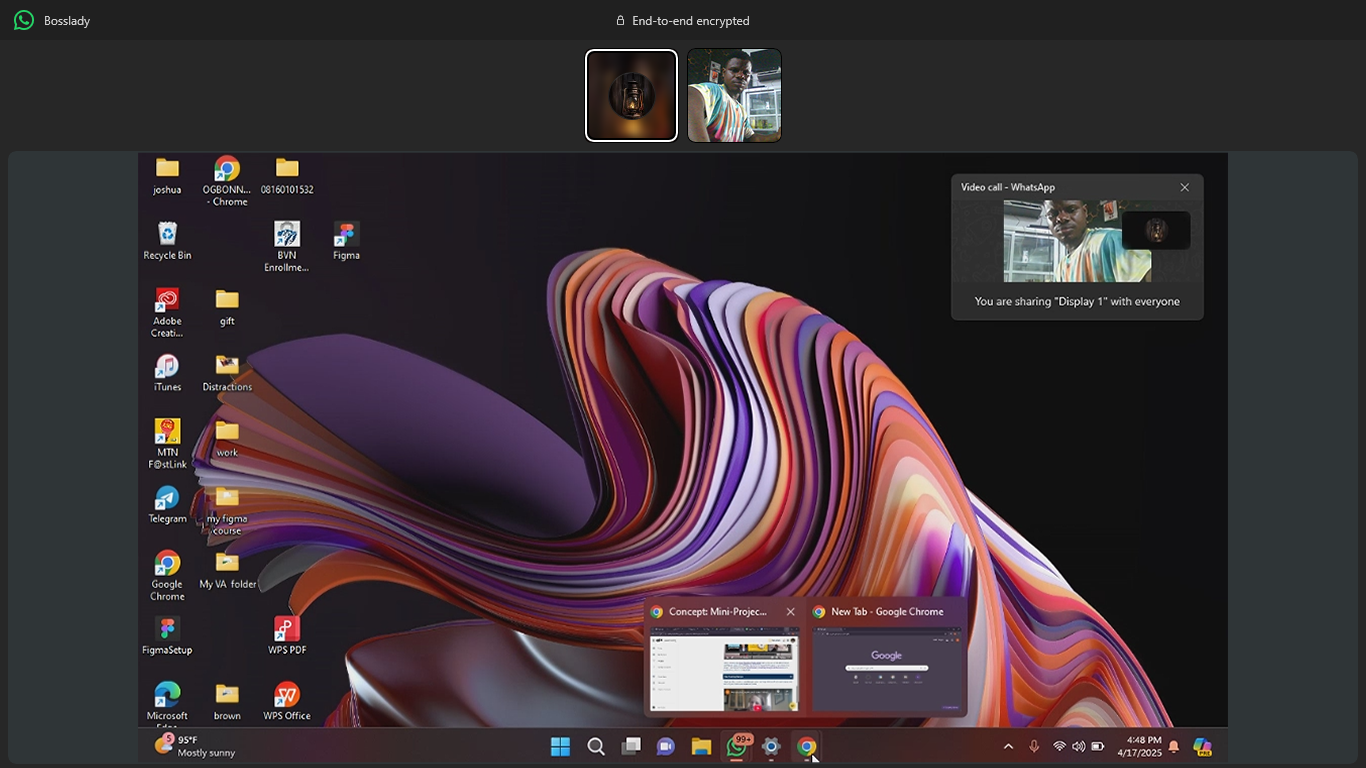 Bosslady
End-to-end encrypted
joshua
OGBONN...
- Chrome
08160101532
Video call - WhatsApp
Recycle Bin
BVN
Enrollme...
Figma
You are sharing "Display 1" with everyone
Adobe
Creati...
gift
iTunes
Distractions
MTN
F@stLink
work
Telegram
my figma
course
Google
Chrome
My VA folder
Concept: Mini-Projec...
New Tab - Google Chrome
Google
FigmaSetup
WPS PDF
Microsoft
Edge
brown
WPS Office
5
95°F
Mostly sunny
99+
4:48 PM
4/17/2025
PRE